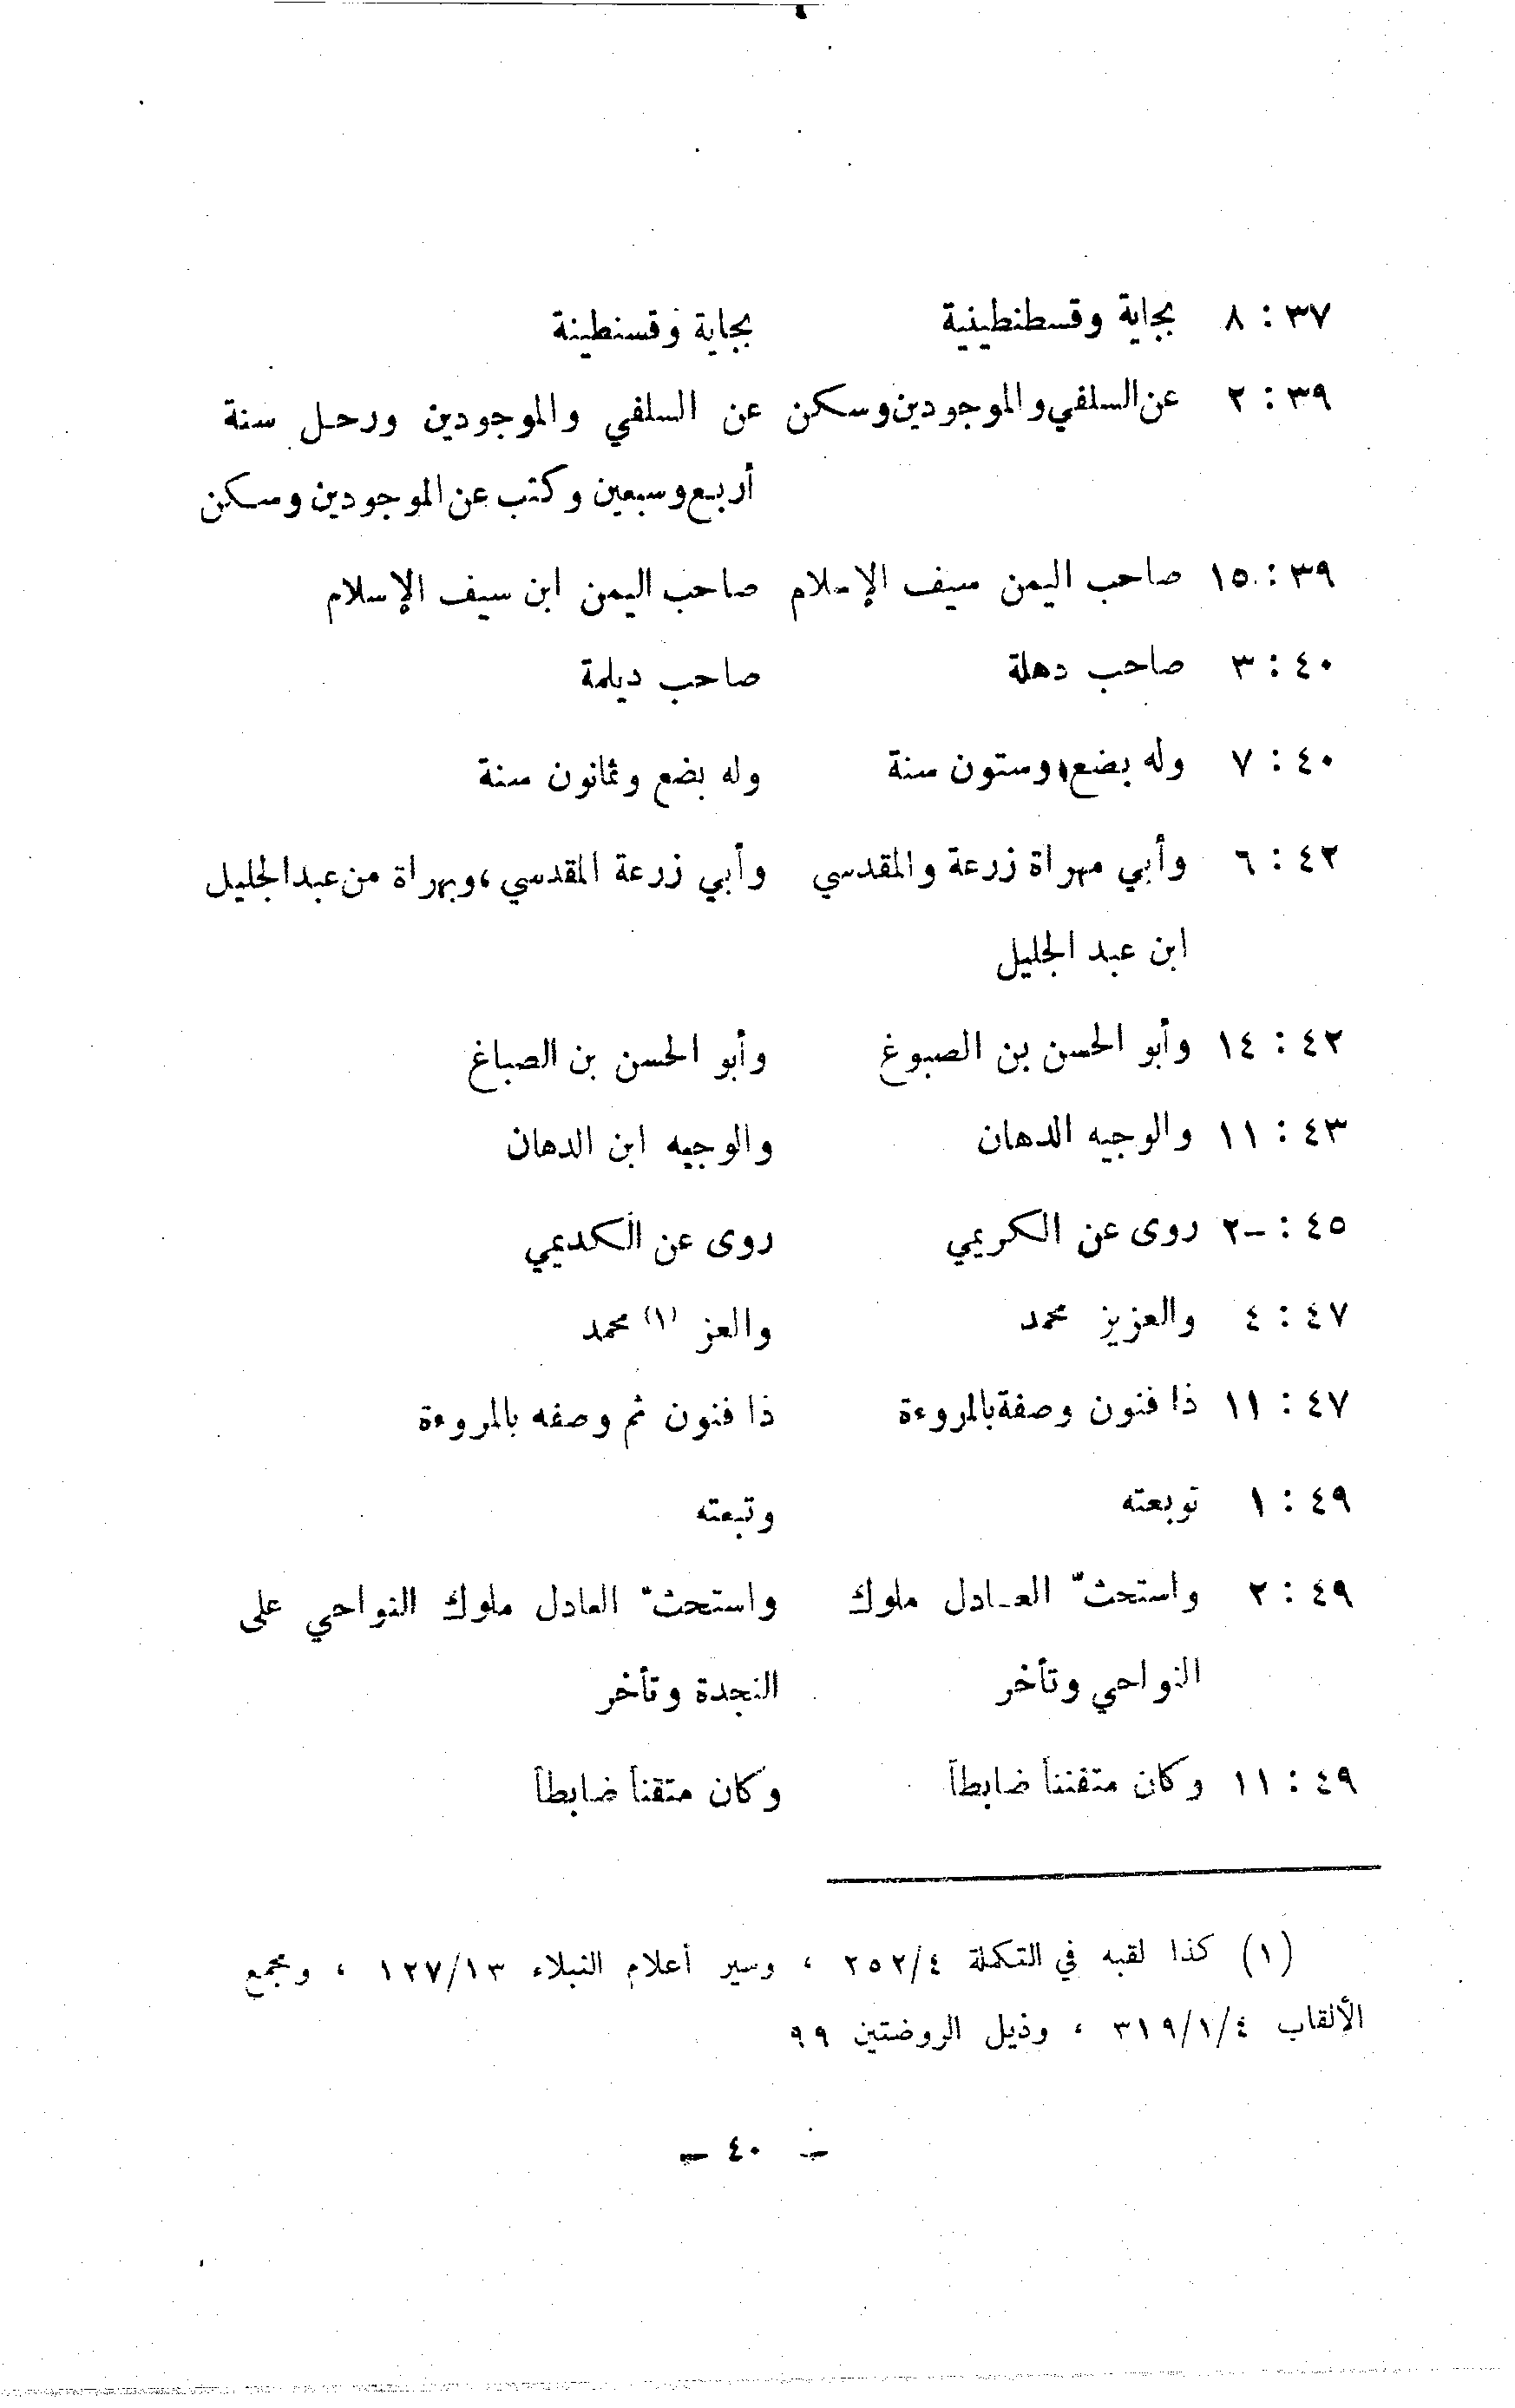 ٣٧ : ٨ بجاية وقسطنطينية بجاية وقسنطينة
٣٩ : ٢ عن السلفي والموجودين وسكن عن السلفي والموجودين ورحل سنة
أربع وسبعين وكتب عن الموجودين وسكن
٣٩ : ١٥ صاحب اليمن سيف الإسلام صاحب اليمن ابن سيف الإسلام
٤٠ : ٣ صاحب دهلة صاحب ديلمة
٤٠ : ٧ وله بضع وستون سنة وله بضع وثمانون سنة
٤٢ : ٦ وأبي مهراة زرعة والمقدسي وأبي زرعة المقدسي، وبهراة من عبد الجليل
ابن عبد الجليل
٤٢ : ١٤ وأبو الحسن بن الصبوغ وأبو الحسن بن الصباغ
٤٣ : ١١ والوجيه الدهان والوجيه ابن الدهان
٤٥ : -٢ روى عن الكريمي روى عن الكديمي
٤٧ : ٤ والعزيز محمد والعز (١) محمد
٤٧ : ١١ ذا فنون وصفة بالمروءة ذا فنون ثم وصفه بالمروءة
٤٩ : ١ توبعته وتبعته
٤٩ : ٢ واستحثّ العادل ملوك واستحثّ العادل ملوك النواحي على
النواحي وتأخر النجدة وتأخر
٤٩ : ١١ وكان متفنناً ضابطاً وكان متقناً ضابطاً
(١) كذا لقبه في التكملة ٢٥٢/٤ ، وسير أعلام النبلاء ١٢٧/١٣ ، ومجمع
الألقاب ٣١٩/١/٤ ، وذيل الروضتين ٩٩
– ٤٠ –